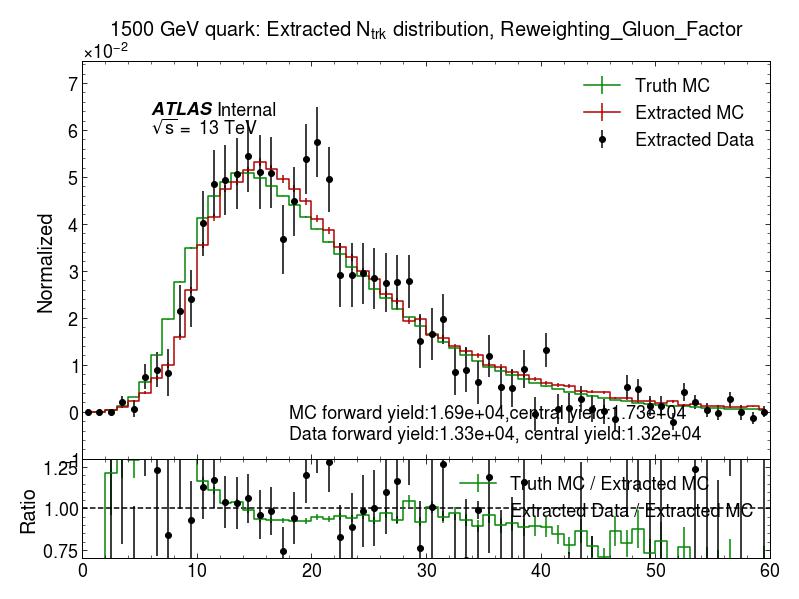 1500 GeV quark: Extracted Ntrk distribution, Reweighting_Gluon_Factor
×10−2
ATLAS Internal
√s = 13 TeV
Truth MC
Extracted MC
Extracted Data
Normalized
7
6
5
4
3
2
1
0
1
MC forward yield:1.69e+04,central yield:1.73e+04
Data forward yield:1.33e+04, central yield:1.32e+04
Ratio
1.25
1.00
0.75
Truth MC / Extracted MC
Extracted Data / Extracted MC
0 10 20 30 40 50 60